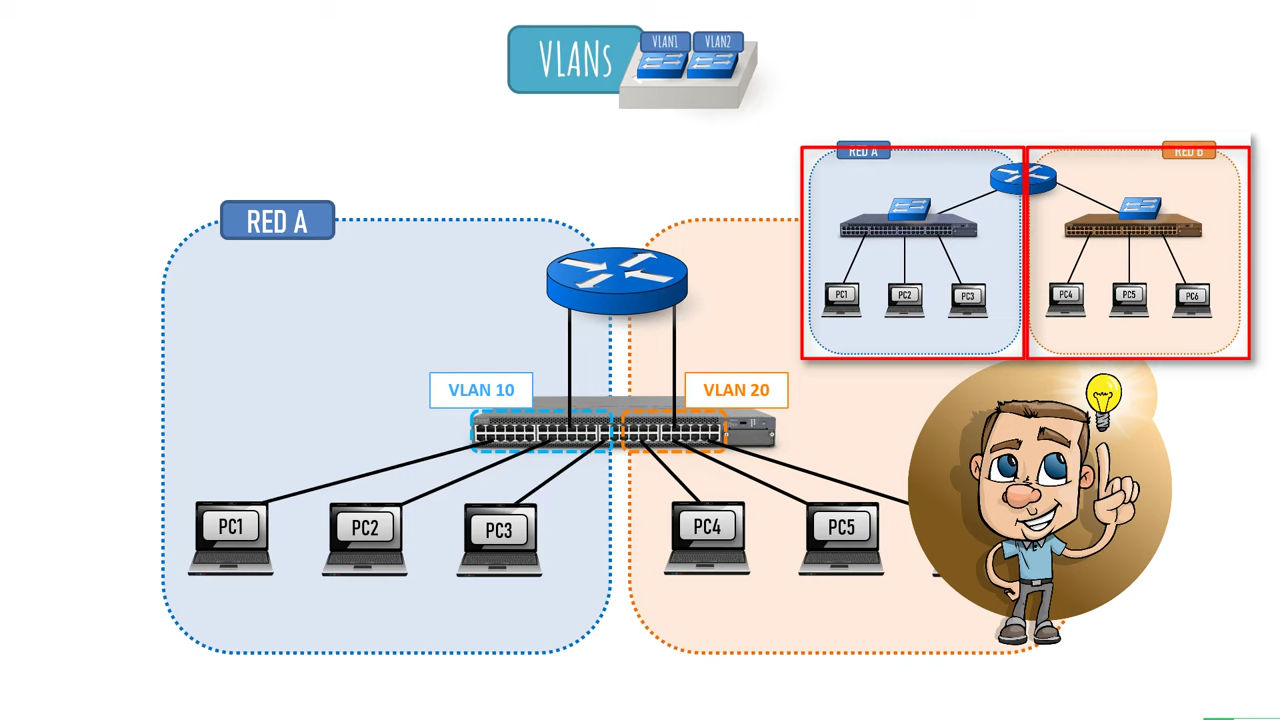 VLANs
VLAN1
VLAN2
RED A
RED B
PC1
PC2
PC3
PC4
PC5
PC6
RED A
VLAN 10
VLAN 20
PC1
PC2
PC3
PC4
PC5